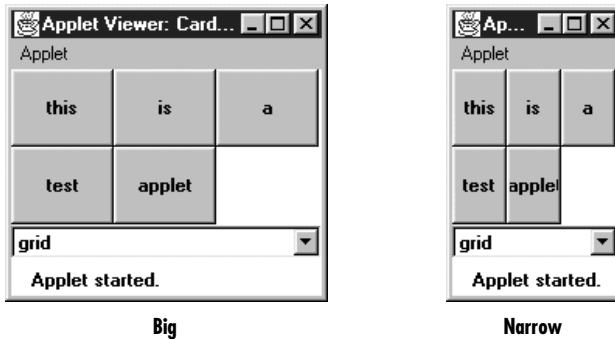 Applet Viewer: Card...
Applet
this is a
test applet
grid
Applet started.
Big
Ap...
Applet
this is a
test applet
grid
Applet started.
Narrow